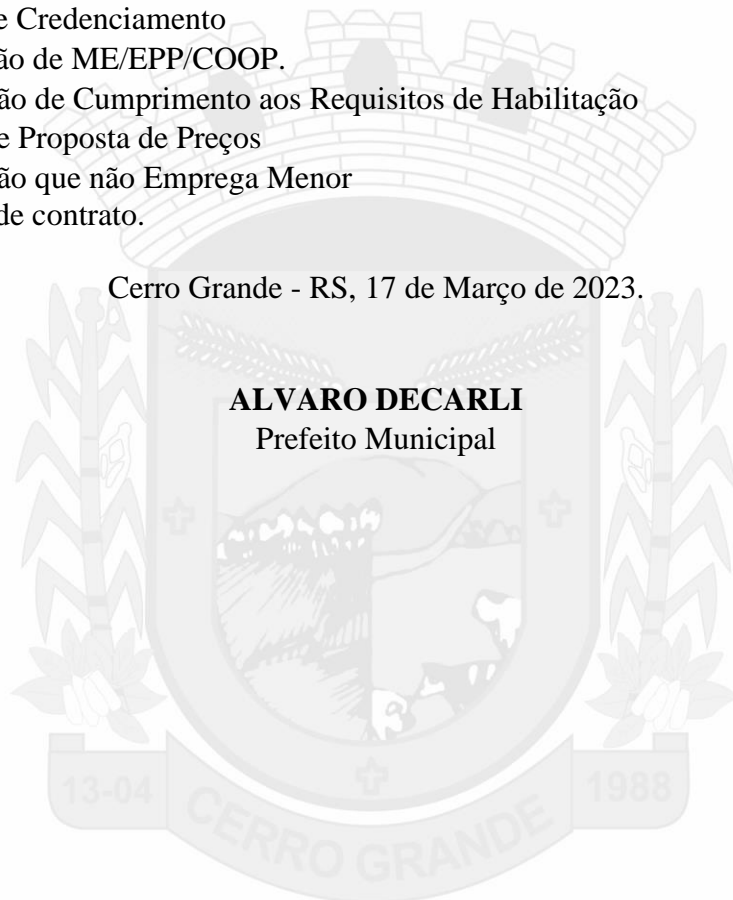 e Credenciamento
ão de ME/EPP/COOP.
ão de Cumprimento aos Requisitos de Habilitação
e Proposta de Preços
ão que não Emprega Menor
de contrato.
Cerro Grande - RS, 17 de Março de 2023.
ALVARO DECARLI
Prefeito Municipal
13-04 CERRO GRANDE 1988